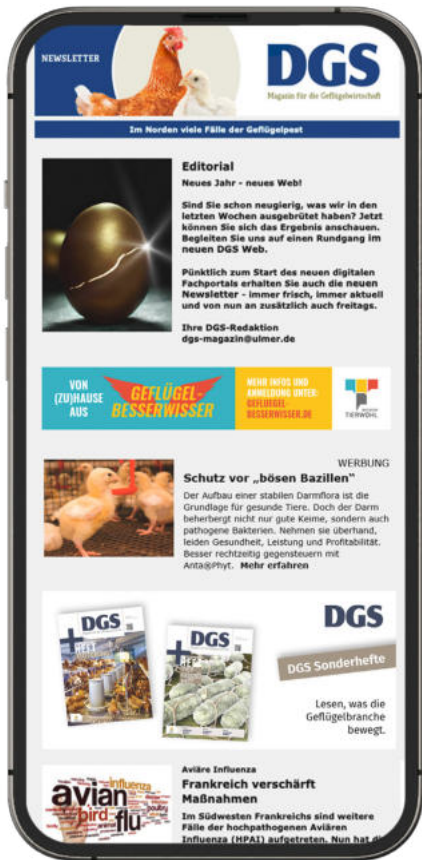 NEWSLETTER
DGS
Magazin für die Geflügelwirtschaft
Im Norden viele Fälle der Geflügelpest
Editorial
Neues Jahr - neues Web!
Sind Sie schon neugierig, was wir in den
letzten Wochen ausgebrütet haben? Jetzt
können Sie sich das Ergebnis anschauen.
Begleiten Sie uns auf einen Rundgang im
neuen DGS Web.
Pünktlich zum Start des neuen digitalen
Fachportals erhalten Sie auch die neuen
Newsletter - immer frisch, immer aktuell
und von nun an zusätzlich auch freitags.
Ihre DGS-Redaktion
dgs-magazin@ulmer.de
VON
(ZU)HAUSE
AUS
GEFLÜGEL-
BESSERWISSER
MEHR INFOS UND
ANMELDUNG UNTER:
GEFLUEGEL-
BESSERWISSER.DE
TIERWOHL
WERBUNG
Schutz vor „bösen Bazillen"
Der Aufbau einer stabilen Darmflora ist die
Grundlage für gesunde Tiere. Doch der Darm
beherbergt nicht nur gute Keime, sondern auch
pathogene Bakterien. Nehmen sie überhand,
leiden Gesundheit, Leistung und Profitabilität.
Besser rechtzeitig gegensteuern mit
Anta®Phyt. Mehr erfahren
DGS
HEFT
DGS
HEFT
DGS
DGS Sonderhefte
Lesen, was die
Geflügelbranche
bewegt.
avian
influenza
bird
flu
poultry
Aviäre Influenza
Frankreich verschärft
Maßnahmen
Im Südwesten Frankreichs sind weitere
Fälle der hochpathogenen Aviären
Influenza (HPAI) aufgetreten. Nun hat di